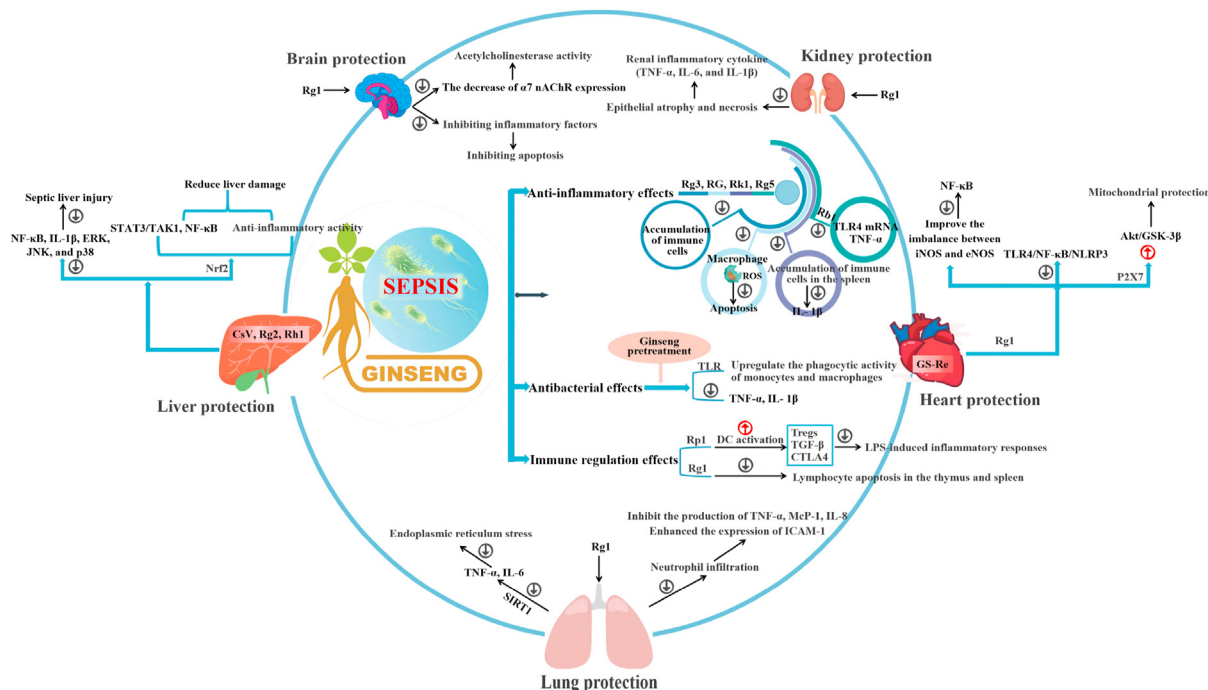 Brain protection
Rg1
Acetylcholinesterase activity
The decrease of α7 nAChR expression
Inhibiting inflammatory factors
Inhibiting apoptosis
Renal inflammatory cytokine
(TNF-α, IL-6, and IL-1β)
Epithelial atrophy and necrosis
Kidney protection
Rg1
Septic liver injury
NF-κB, IL-1β, ERK,
JNK, and p38
Reduce liver damage
STAT3/TAK1, NF-κB
Anti-inflammatory activity
Nrf2
CsV, Rg2, Rh1
Liver protection
SEPSIS
GINSENG
Anti-inflammatory effects
Rg3, RG, Rk1, Rg5
Accumulation
of immune
cells
Macrophage
ROS
Apoptosis
Accumulation of immune
cells in the spleen
IL- 1β
Rb1
TLR4 mRNA
TNF-α
Ginseng
pretreatment
Antibacterial effects
TLR
Upregulate the phagocytic activity
of monocytes and macrophages
TNF-α, IL- 1β
Immune regulation effects
Rp1
DC activation
Tregs
TGF-β
CTLA4
LPS-induced inflammatory responses
Rg1
Lymphocyte apoptosis in the thymus and spleen
NF-κB
Improve the
imbalance between
iNOS and eNOS
TLR4/NF-κB/NLRP3
Mitochondrial protection
Akt/GSK-3β
P2X7
Rg1
GS-Re
Heart protection
Endoplasmic reticulum stress
TNF-α, IL-6
SIRT1
Rg1
Inhibit the production of TNF-α, McP-1, IL-8
Enhanced the expression of ICAM-1
Neutrophil infiltration
Lung protection